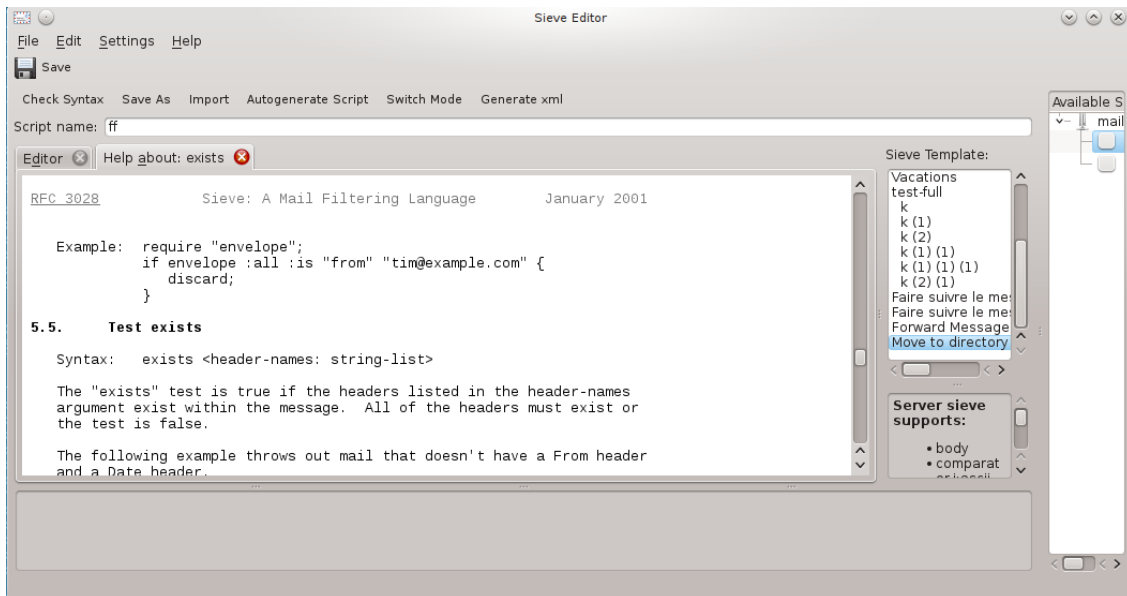 Sieve Editor
File Edit Settings Help
Save
Check Syntax Save As Import Autogenerate Script Switch Mode Generate xml
Script name: ff
Editor Help about: exists
RFC 3028 Sieve: A Mail Filtering Language January 2001
Example: require "envelope";
if envelope :all :is "from" "tim@example.com" {
discard;
}
5.5. Test exists
Syntax: exists <header-names: string-list>
The "exists" test is true if the headers listed in the header-names
argument exist within the message. All of the headers must exist or
the test is false.
The following example throws out mail that doesn't have a From header
and a Date header.
Sieve Template:
Vacations
test-full
k
k (1)
k (2)
k (1) (1)
k (1) (1) (1)
k (2) (1)
Faire suivre le mes
Faire suivre le mes
Forward Message
Move to directory
Server sieve
supports:
• body
• comparat
Available S
mail